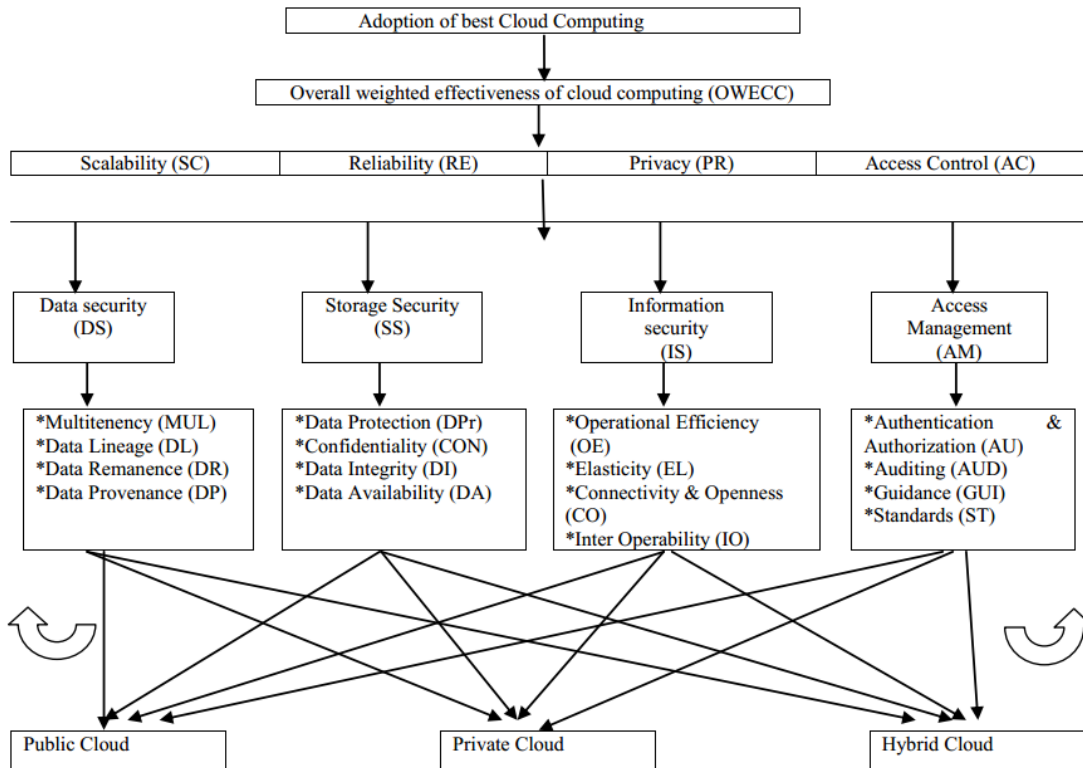 Adoption of best Cloud Computing
Overall weighted effectiveness of cloud computing (OWECC)
Scalability (SC)
Reliability (RE)
Privacy (PR)
Access Control (AC)
Data security
(DS)
Storage Security
(SS)
Information
security
(IS)
Access
Management
(AM)
*Multitenency (MUL)
*Data Lineage (DL)
*Data Remanence (DR)
*Data Provenance (DP)
*Data Protection (DPr)
*Confidentiality (CON)
*Data Integrity (DI)
*Data Availability (DA)
*Operational Efficiency
(OE)
*Elasticity (EL)
*Connectivity & Openness
(CO)
*Inter Operability (IO)
*Authentication &
Authorization (AU)
*Auditing (AUD)
*Guidance (GUI)
*Standards (ST)
Public Cloud
Private Cloud
Hybrid Cloud